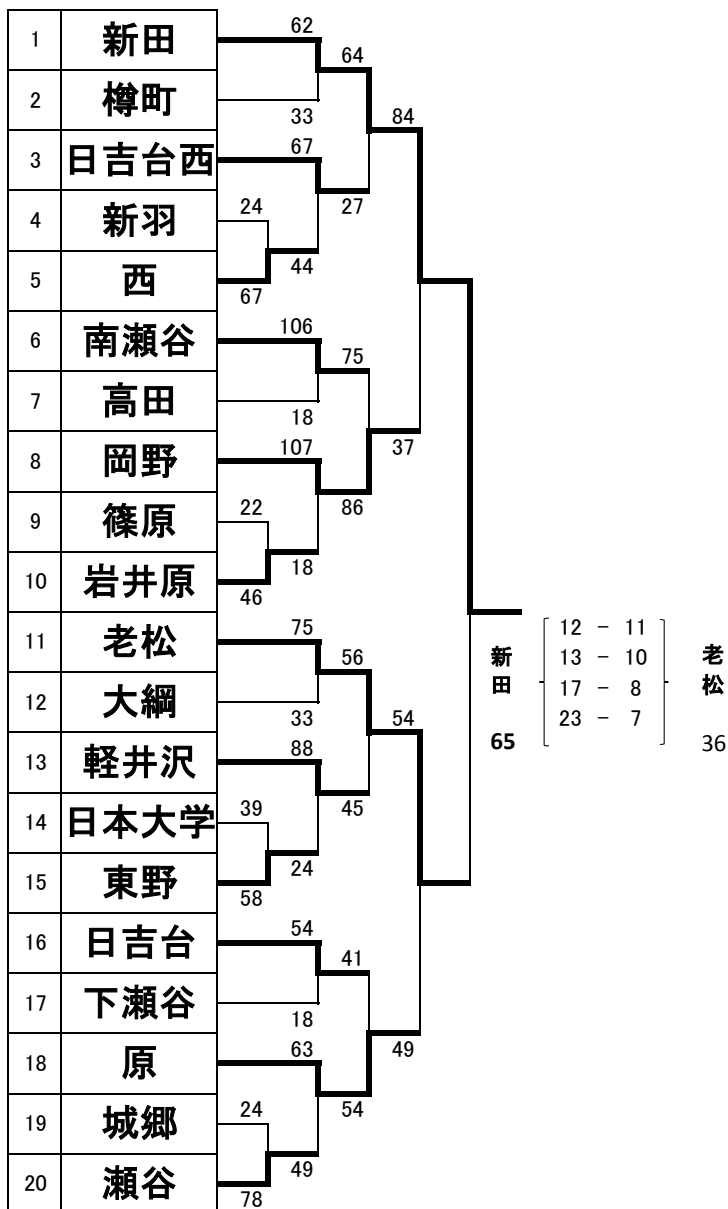 1 新田
62
64
2 樽町
33
84
3 日吉台西
67
27
4 新羽
24
44
5 西
67
6 南瀬谷
106
75
7 高田
18
37
8 岡野
107
86
9 篠原
22
18
10 岩井原
46
11 老松
75
56
12 大綱
33
54
13 軽井沢
88
45
14 日本大学
39
24
15 東野
58
16 日吉台
54
41
17 下瀬谷
18
49
18 原
63
54
19 城郷
24
49
20 瀬谷
78
新田
65
12 - 11
13 - 10
17 - 8
23 - 7
老松
36